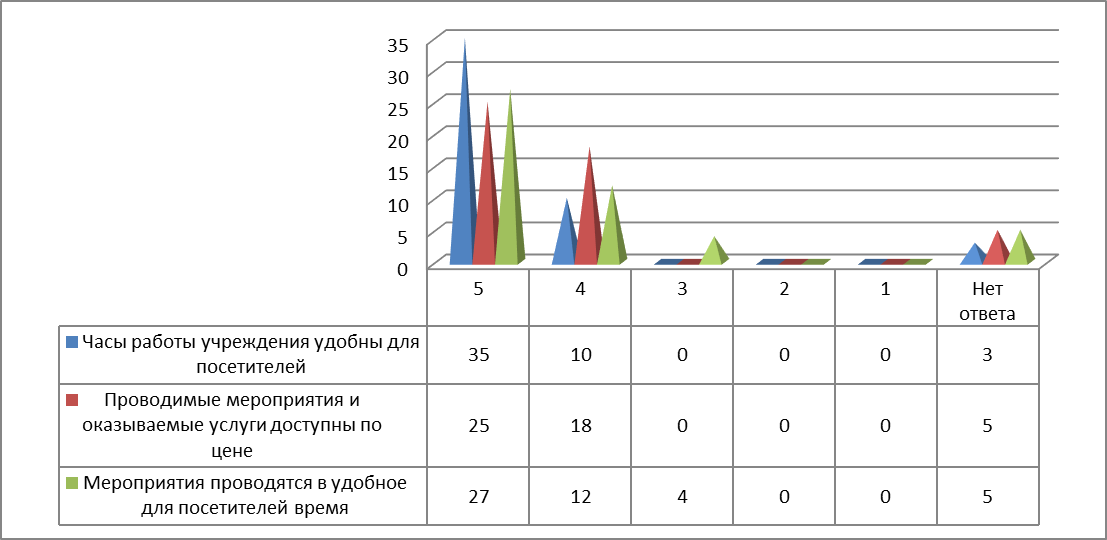 35
30
25
20
15
10
5
0
5 4 3 2 1 Нет
ответа
Часы работы учреждения удобны для
посетителей
35 10 0 0 0 3
Проводимые мероприятия и
оказываемые услуги доступны по
цене
25 18 0 0 0 5
Мероприятия проводятся в удобное
для посетителей время
27 12 4 0 0 5